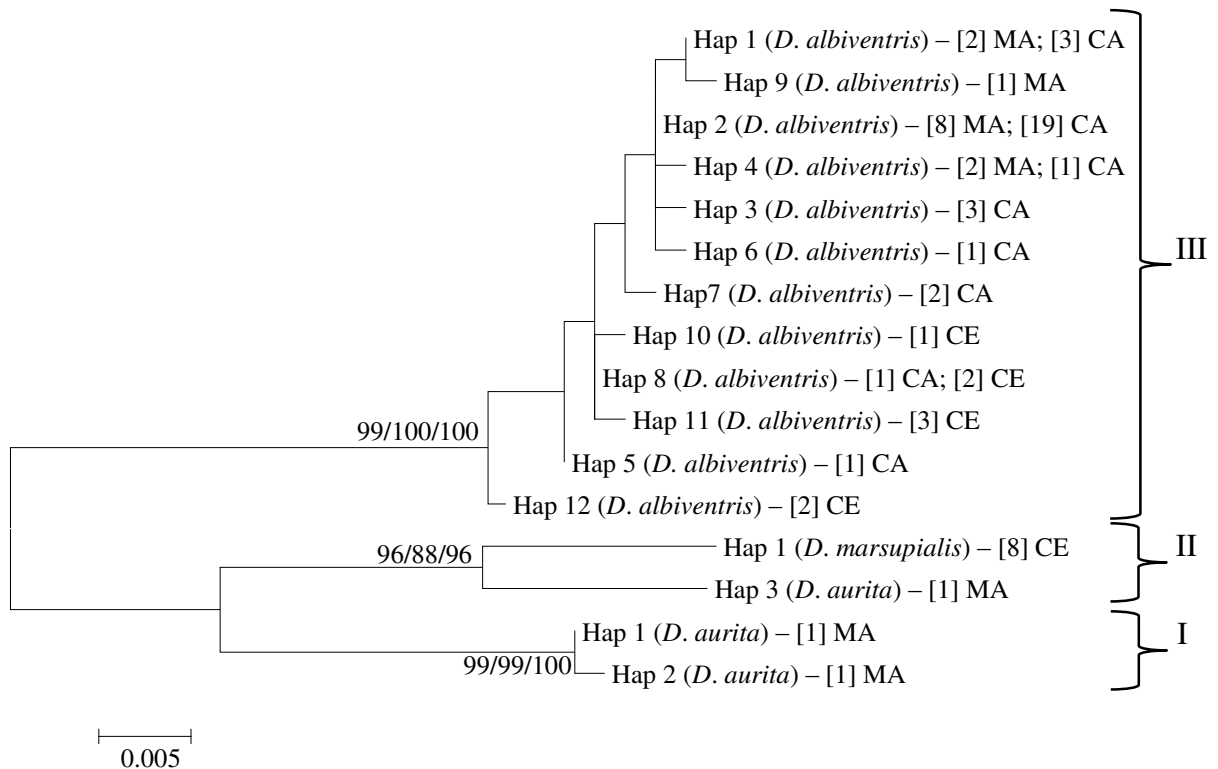 Hap 1 (D. albiventris) – [2] MA; [3] CA
Hap 9 (D. albiventris) – [1] MA
Hap 2 (D. albiventris) – [8] MA; [19] CA
Hap 4 (D. albiventris) – [2] MA; [1] CA
Hap 3 (D. albiventris) – [3] CA
Hap 6 (D. albiventris) – [1] CA
III
Hap7 (D. albiventris) – [2] CA
Hap 10 (D. albiventris) – [1] CE
Hap 8 (D. albiventris) – [1] CA; [2] CE
Hap 11 (D. albiventris) – [3] CE
99/100/100
Hap 5 (D. albiventris) – [1] CA
Hap 12 (D. albiventris) – [2] CE
96/88/96
Hap 1 (D. marsupialis) – [8] CE
II
Hap 3 (D. aurita) – [1] MA
Hap 1 (D. aurita) – [1] MA
I
99/99/100
Hap 2 (D. aurita) – [1] MA
0.005